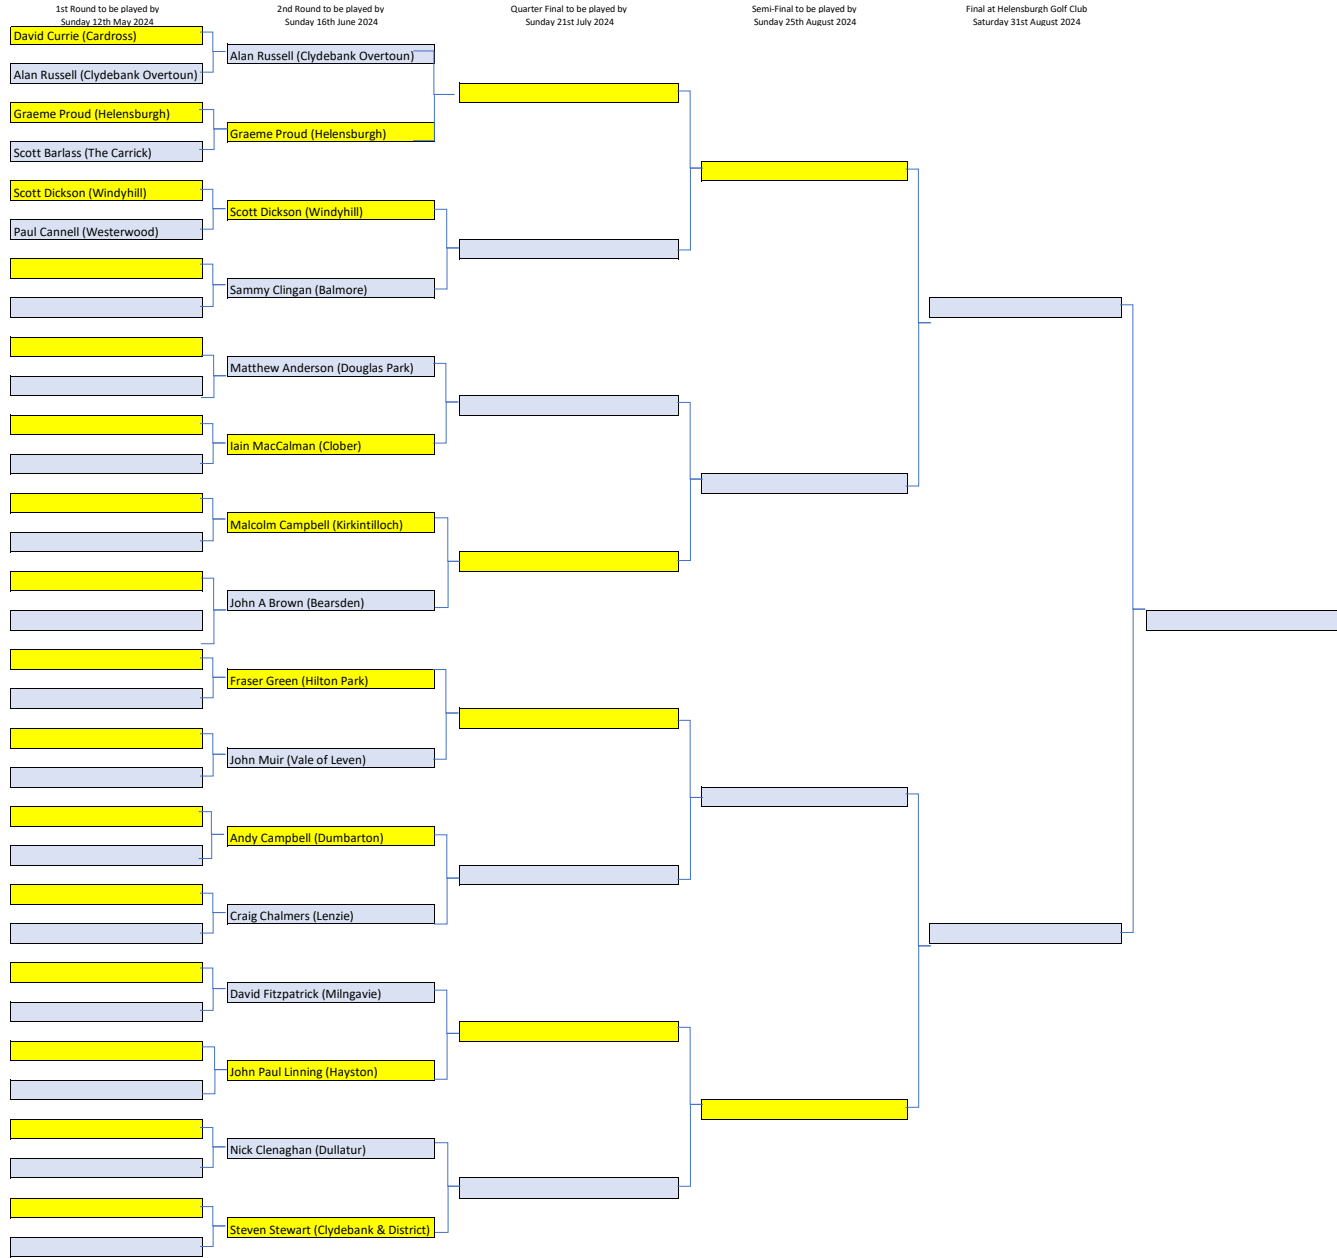 1st Round to be played by
Sunday 12th May 2024
2nd Round to be played by
Sunday 16th June 2024
Quarter Final to be played by
Sunday 21st July 2024
Semi-Final to be played by
Sunday 25th August 2024
Final at Helensburgh Golf Club
Saturday 31st August 2024
David Currie (Cardross)
Alan Russell (Clydebank Overtoun)
Graeme Proud (Helensburgh)
Scott Barlass (The Carrick)
Scott Dickson (Windyhill)
Paul Cannell (Westerwood)
Alan Russell (Clydebank Overtoun)
Graeme Proud (Helensburgh)
Scott Dickson (Windyhill)
Sammy Clingan (Balmore)
Matthew Anderson (Douglas Park)
Iain MacCalman (Clober)
Malcolm Campbell (Kirkintilloch)
John A Brown (Bearsden)
Fraser Green (Hilton Park)
John Muir (Vale of Leven)
Andy Campbell (Dumbarton)
Craig Chalmers (Lenzie)
David Fitzpatrick (Milngavie)
John Paul Linning (Hayston)
Nick Clenaghan (Dullatur)
Steven Stewart (Clydebank & District)